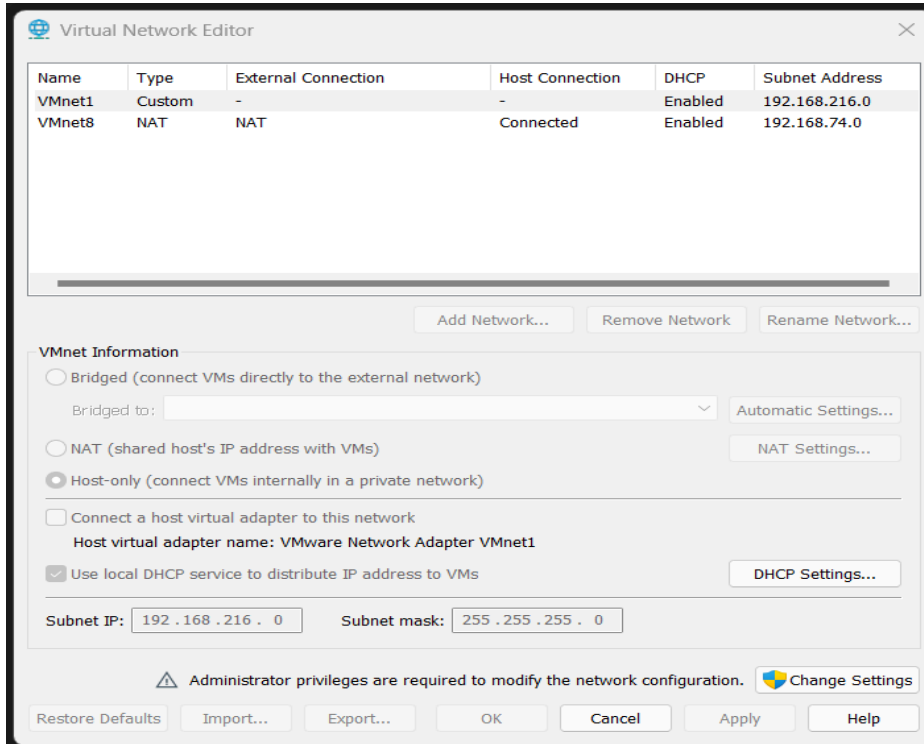 Virtual Network Editor
Name Type External Connection Host Connection DHCP Subnet Address
VMnet1 Custom - - Enabled 192.168.216.0
VMnet8 NAT NAT Connected Enabled 192.168.74.0
Add Network... Remove Network Rename Network...
VMnet Information
Bridged (connect VMs directly to the external network)
Bridged to: Automatic Settings...
NAT (shared host's IP address with VMs) NAT Settings...
Host-only (connect VMs internally in a private network)
Connect a host virtual adapter to this network
Host virtual adapter name: VMware Network Adapter VMnet1
Use local DHCP service to distribute IP address to VMs DHCP Settings...
Subnet IP: 192 . 168 . 216 . 0 Subnet mask: 255 . 255 . 255 . 0
Administrator privileges are required to modify the network configuration. Change Settings
Restore Defaults Import... Export... OK Cancel Apply Help